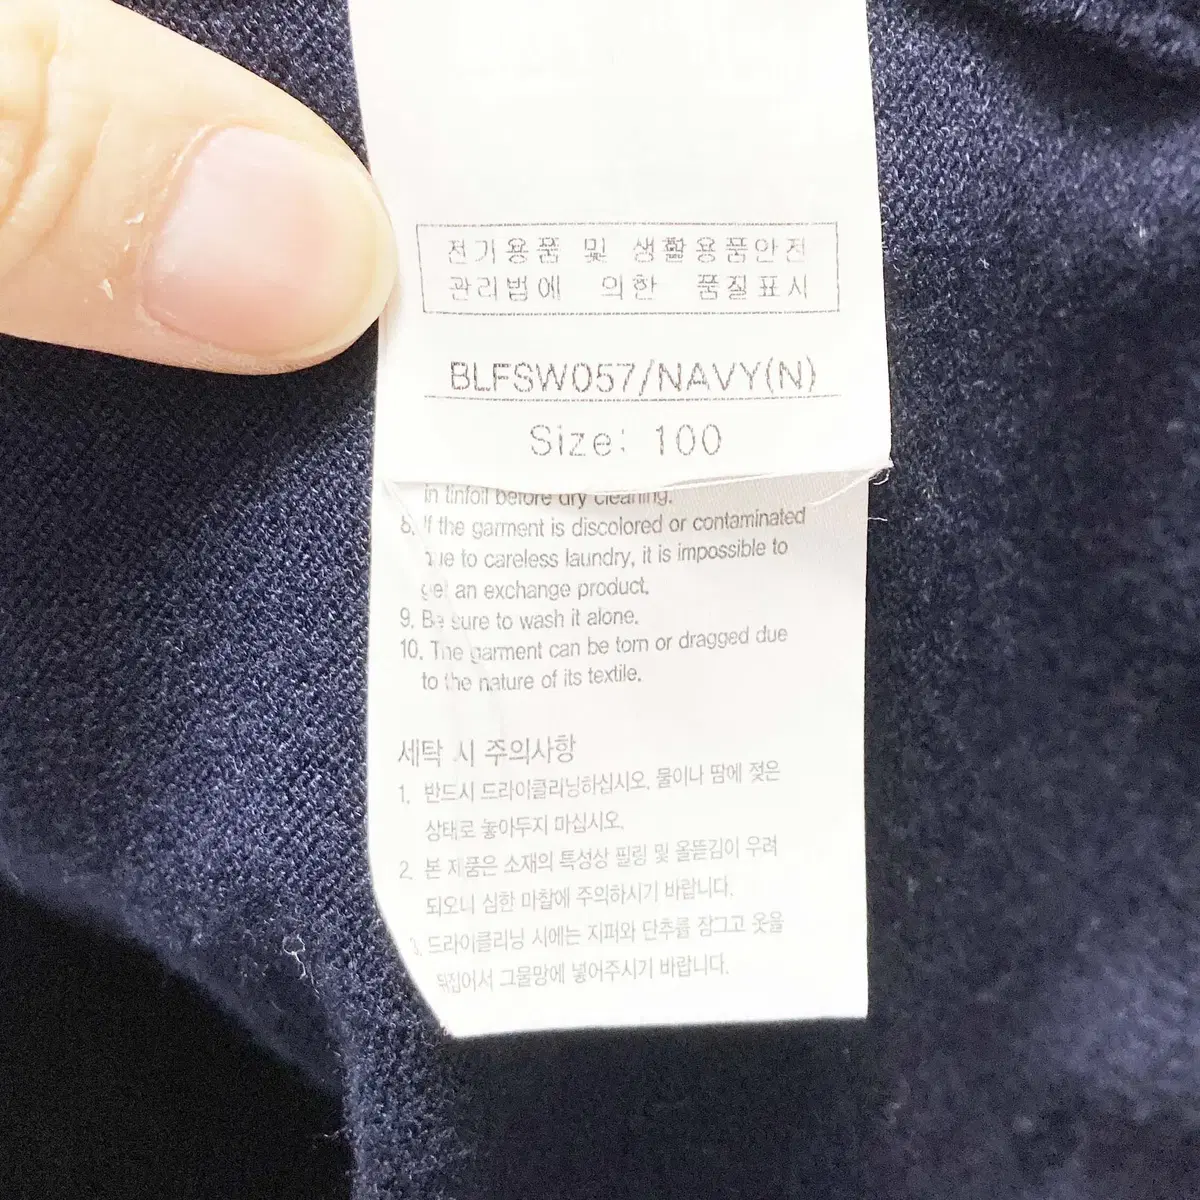 전기용품 및 생활용품안전
관리법에 의한 품질표시
BLFSW057/NAVY(N)
Size: 100
in tinfoil before dry cleaning.
8. If the garment is discolored or contaminated
due to careless laundry, it is impossible to
get an exchange product.
9. Be sure to wash it alone.
10. The garment can be torn or dragged due
to the nature of its textile.
세탁 시 주의사항
1. 반드시 드라이클리닝하십시오. 물이나 땀에 젖은
상태로 놓아두지 마십시오.
2. 본 제품은 소재의 특성상 필링 및 올뜯김이 우려
되오니 심한 마찰에 주의하시기 바랍니다.
3. 드라이클리닝 시에는 지퍼와 단추를 잠그고 옷을
뒤집어서 그물망에 넣어주시기 바랍니다.